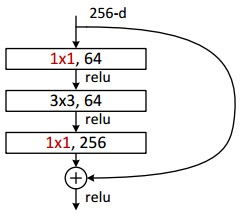 256-d
1x1, 64
relu
3x3, 64
relu
1x1, 256
relu